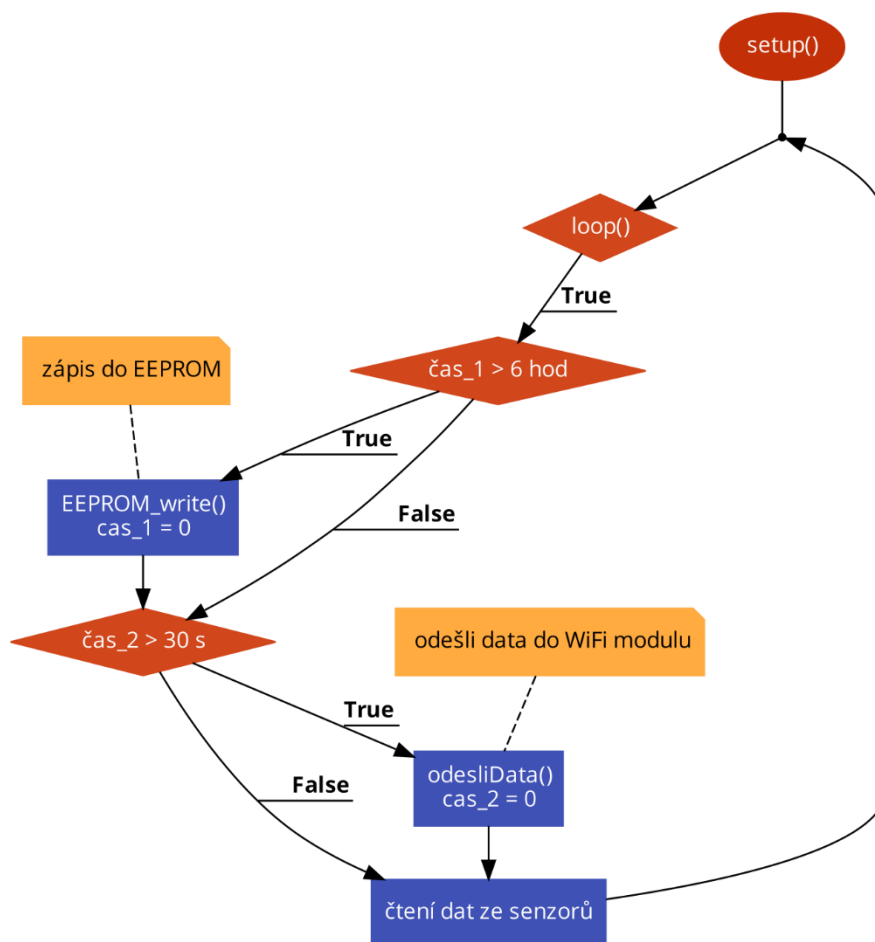 setup()
loop()
True
čas_1 > 6 hod
zápis do EEPROM
True
EEPROM_write()
cas_1 = 0
False
čas_2 > 30 s
odešli data do WiFi modulu
True
odesliData()
cas_2 = 0
False
čtení dat ze senzorů